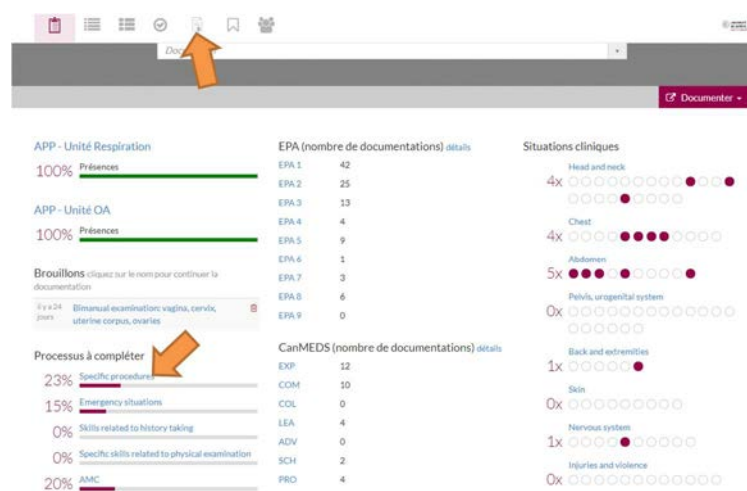 Documenter
APP - Unité Respiration
100% Présences
APP - Unité OA
100% Présences
Brouillons cliquez sur le nom pour continuer la
documentation
il y a 24
jours
Bimanual examination: vagina, cervix,
uterine corpus, ovaries
Processus à compléter
23% Specific procedures
15% Emergency situations
0% Skills related to history taking
0% Specific skills related to physical examination
20% AMC
EPA (nombre de documentations) détails
EPA 1 42
EPA 2 25
EPA 3 13
EPA 4 4
EPA 5 9
EPA 6 1
EPA 7 3
EPA 8 6
EPA 9 0
CanMEDS (nombre de documentations) détails
EXP 12
COM 10
COL 0
LEA 4
ADV 0
SCH 2
PRO 4
Situations cliniques
Head and neck
4x
Chest
4x
Abdomen
5x
Pelvis, urogenital system
0x
Back and extremities
1x
Skin
0x
Nervous system
1x
Injuries and violence
0x